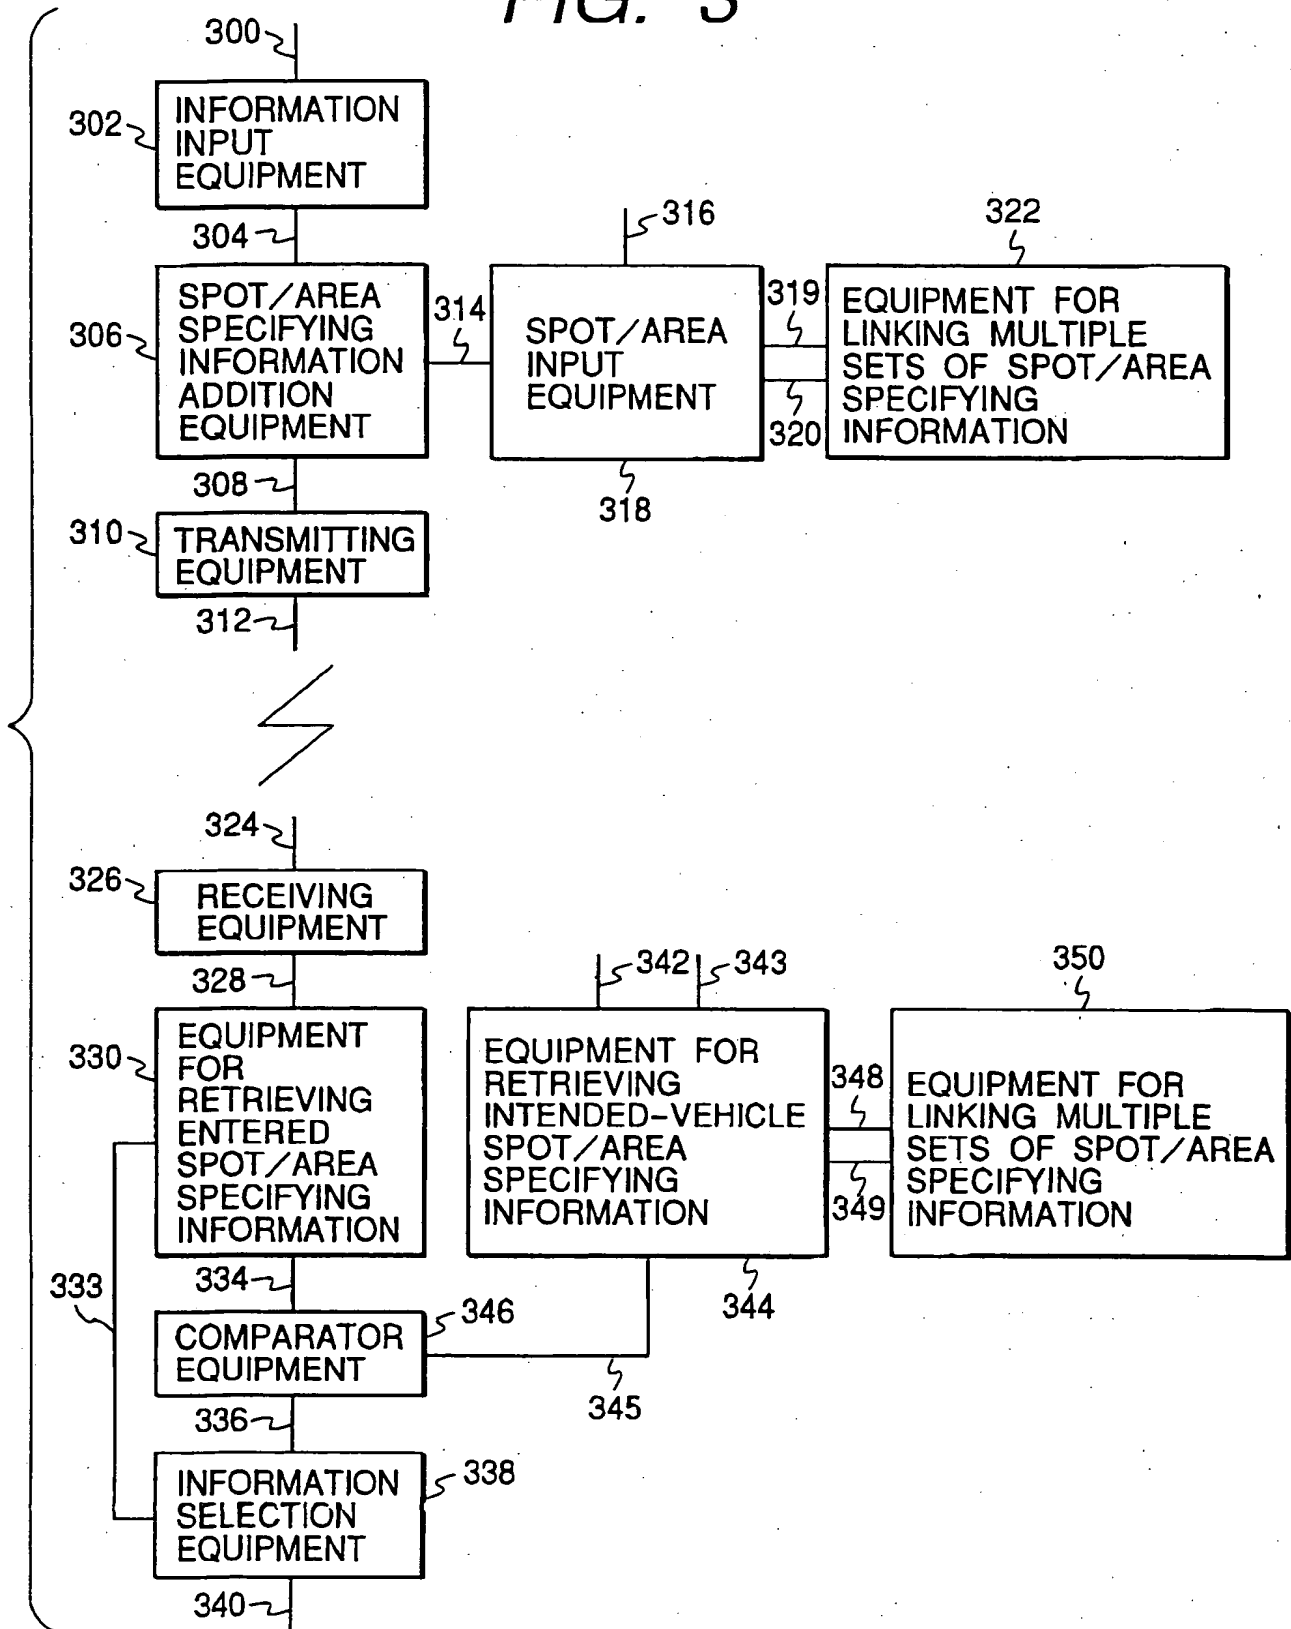 FIG. 3
300
302
INFORMATION
INPUT
EQUIPMENT
304
306
SPOT/AREA
SPECIFYING
INFORMATION
ADDITION
EQUIPMENT
314
316
SPOT/AREA
INPUT
EQUIPMENT
318
319
320
322
EQUIPMENT FOR
LINKING MULTIPLE
SETS OF SPOT/AREA
SPECIFYING
INFORMATION
308
310
TRANSMITTING
EQUIPMENT
312
324
326
RECEIVING
EQUIPMENT
328
330
EQUIPMENT
FOR
RETRIEVING
ENTERED
SPOT/AREA
SPECIFYING
INFORMATION
342
343
EQUIPMENT FOR
RETRIEVING
INTENDED-VEHICLE
SPOT/AREA
SPECIFYING
INFORMATION
344
348
349
350
EQUIPMENT FOR
LINKING MULTIPLE
SETS OF SPOT/AREA
SPECIFYING
INFORMATION
333
334
346
COMPARATOR
EQUIPMENT
345
336
338
INFORMATION
SELECTION
EQUIPMENT
340